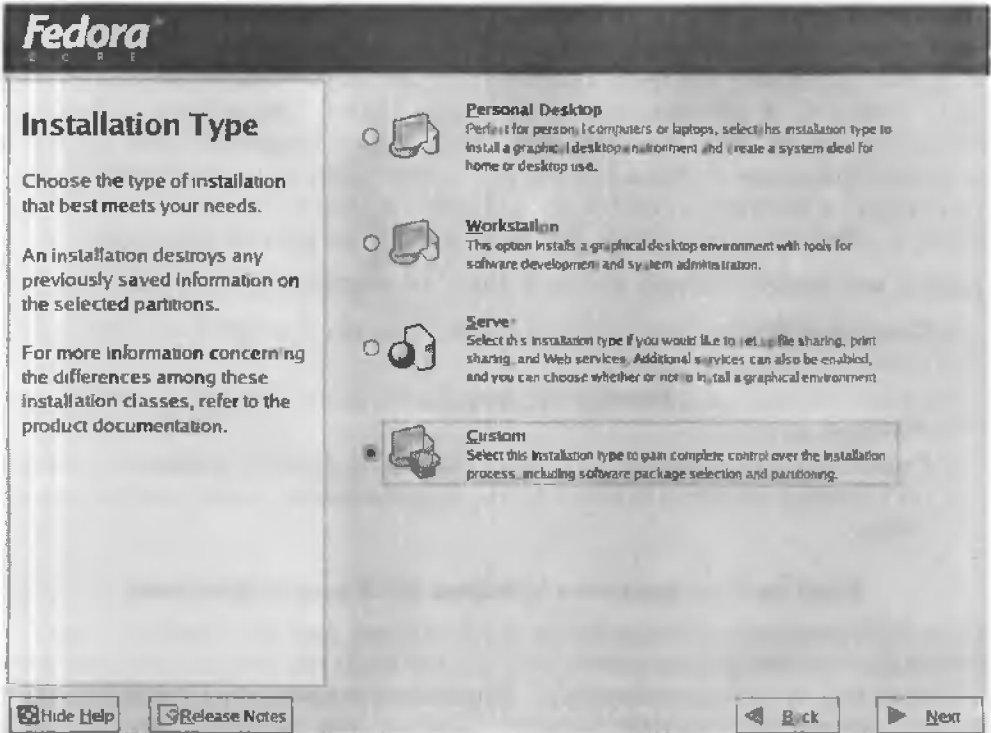 Fedora
CORE
Installation Type
Choose the type of installation
that best meets your needs.
An installation destroys any
previously saved information on
the selected partitions.
For more information concerning
the differences among these
installation classes, refer to the
product documentation.
Personal Desktop
Perfect for personal computers or laptops, select this installation type to
install a graphical desktop environment and create a system ideal for
home or desktop use.
Workstation
This option installs a graphical desktop environment with tools for
software development and system administration.
Server
Select this installation type if you would like to set up file sharing, print
sharing, and Web services. Additional services can also be enabled,
and you can choose whether or not to install a graphical environment
Custom
Select this installation type to gain complete control over the installation
process, including software package selection and partitioning.
Hide Help
Release Notes
Back
Next